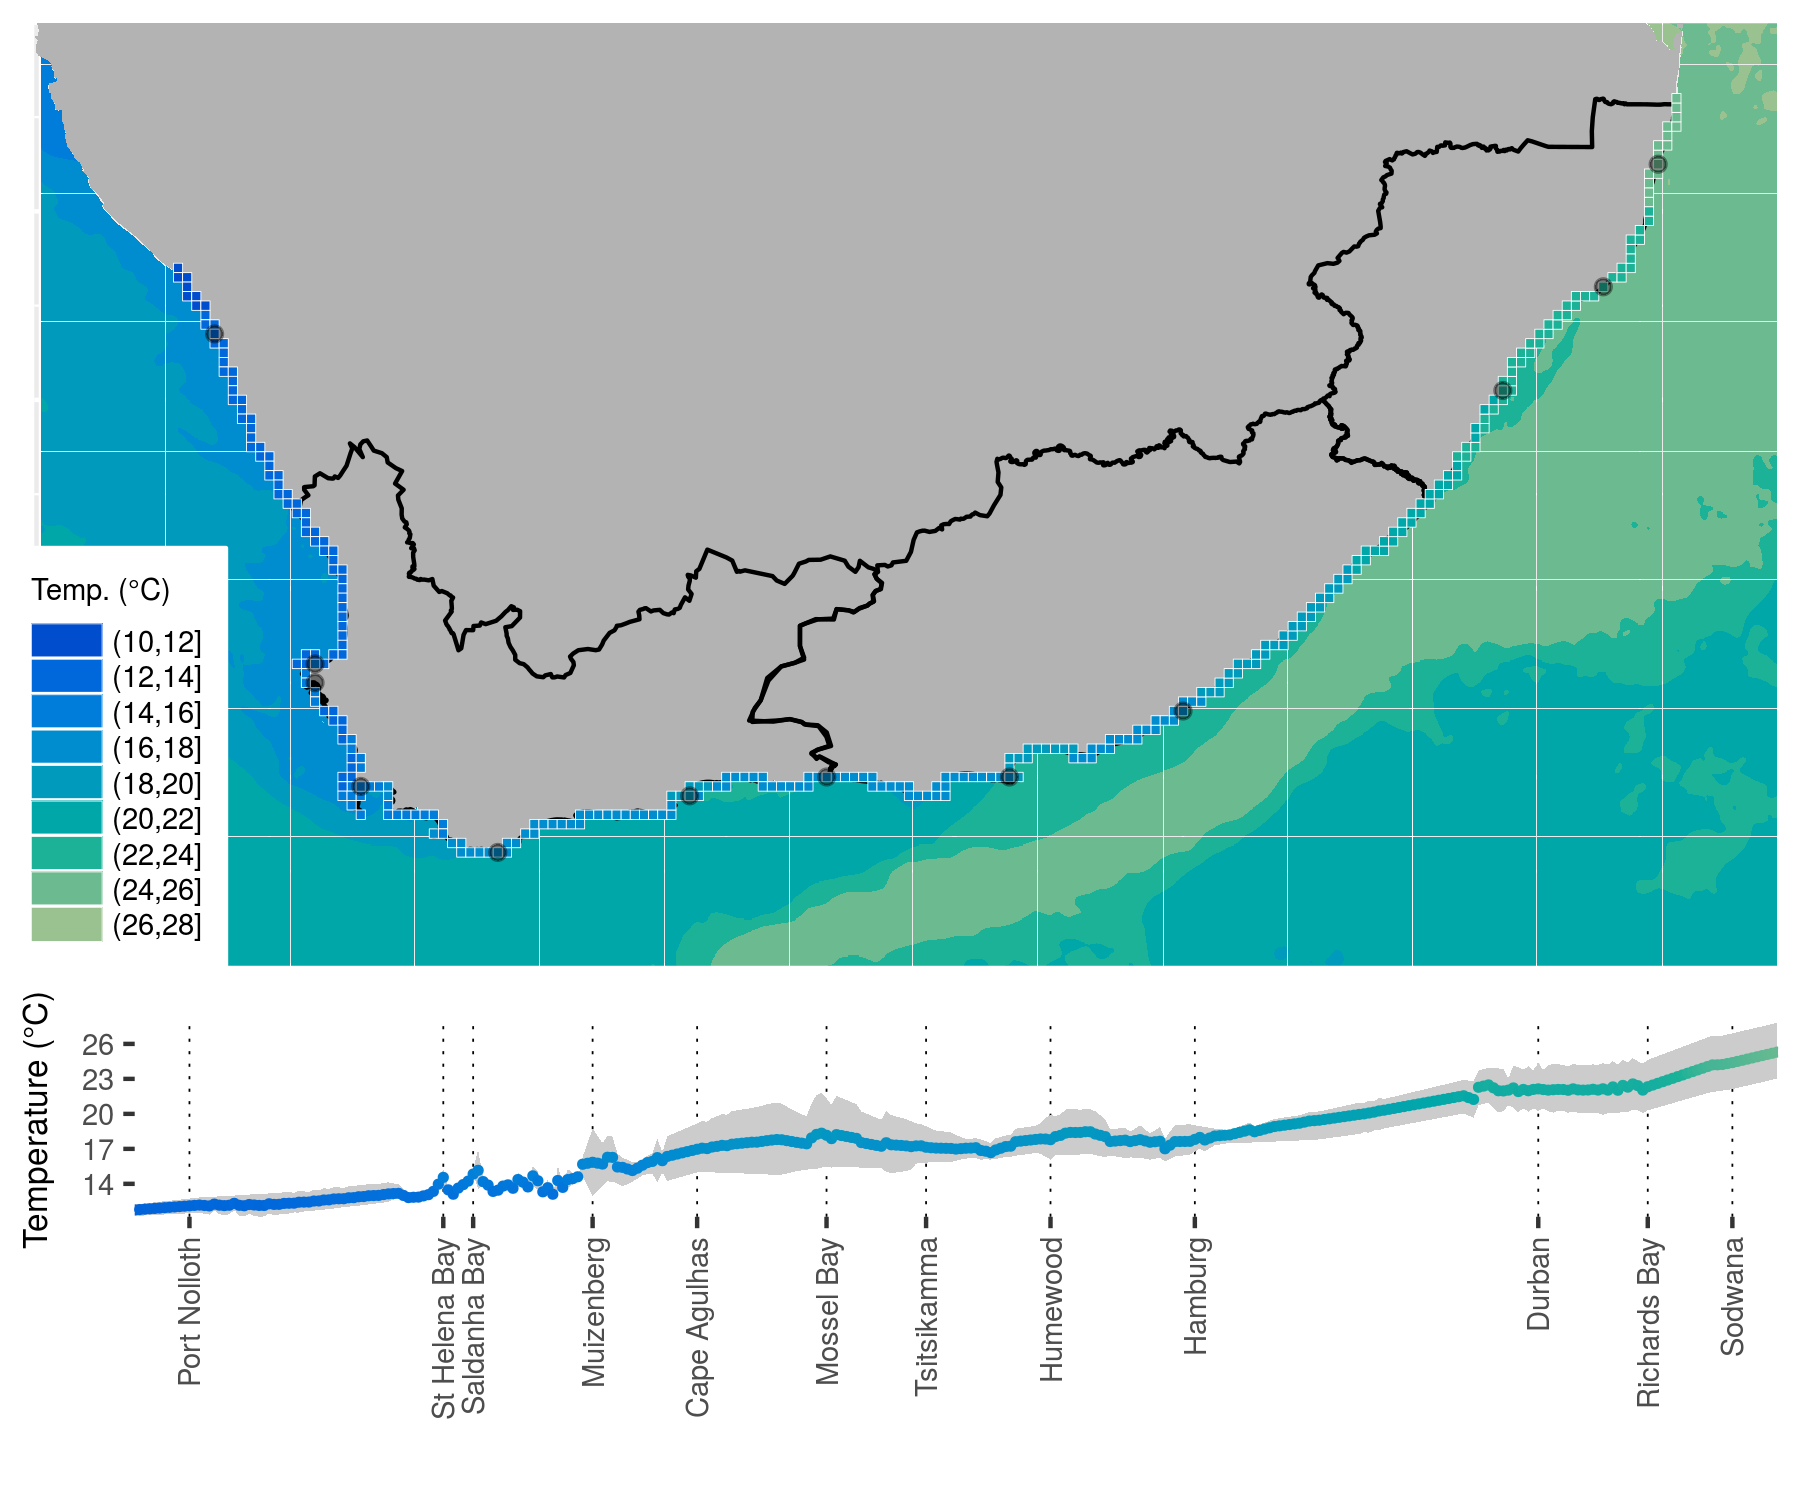 Temp. (°C)
(10,12]
(12,14]
(14,16]
(16,18]
(18,20]
(20,22]
(22,24]
(24,26]
(26,28]
Temperature (°C)
26
23
20
17
14
Port Nolloth
St Helena Bay
Saldanha Bay
Muizenberg
Cape Agulhas
Mossel Bay
Tsitsikamma
Humewood
Hamburg
Durban
Richards Bay
Sodwana